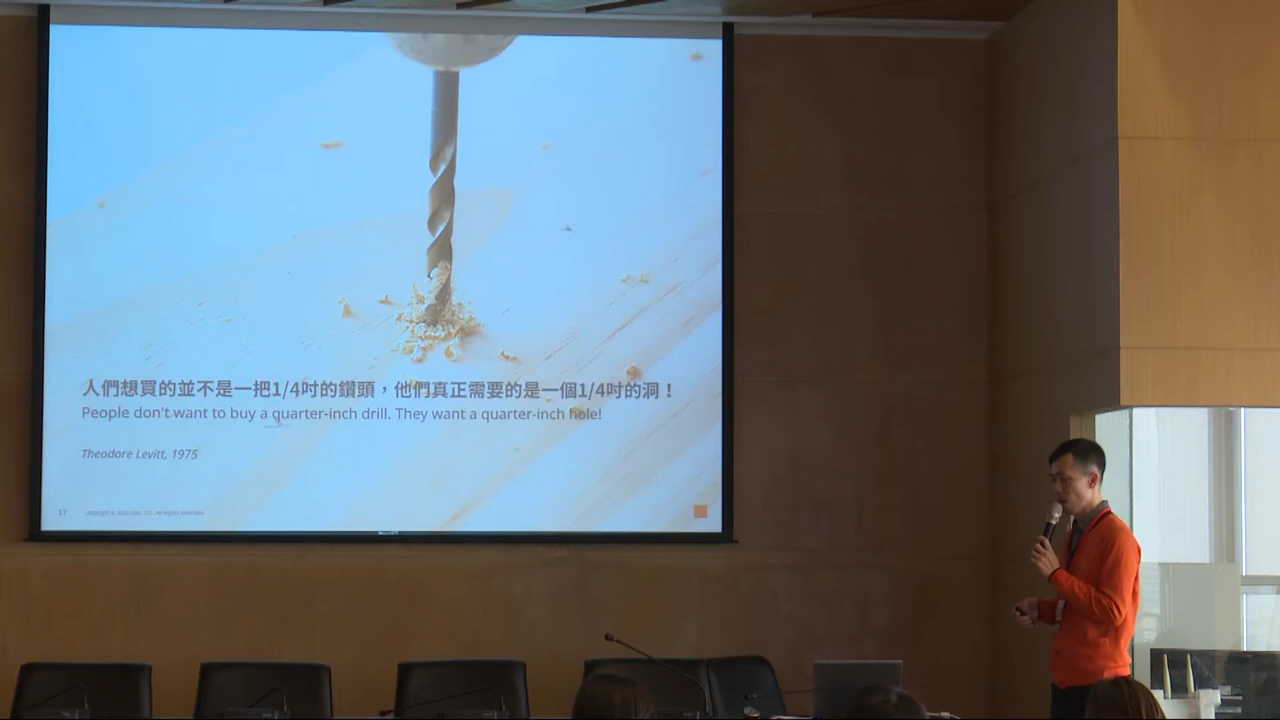 人們想買的並不是一把1/4吋的鑽頭，他們真正需要的是一個1/4吋的洞！
People don't want to buy a quarter-inch drill. They want a quarter-inch hole!
Theodore Levitt, 1975
17